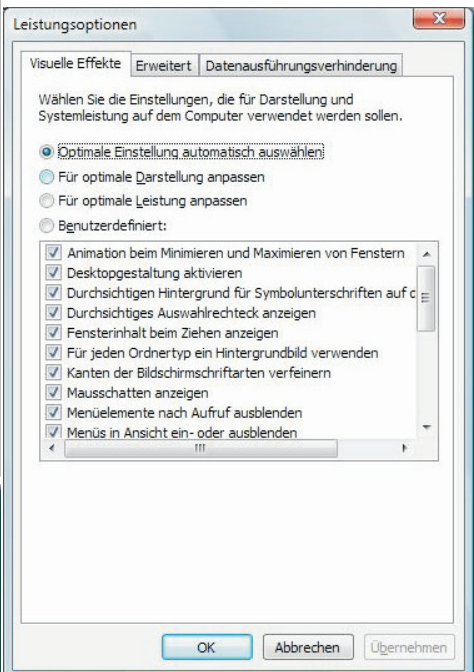 Leistungsoptionen
Visuelle Effekte Erweitert Datenausführungsverhinderung
Wählen Sie die Einstellungen, die für Darstellung und
Systemleistung auf dem Computer verwendet werden sollen.
Optimale Einstellung automatisch auswählen
Für optimale Darstellung anpassen
Für optimale Leistung anpassen
Benutzerdefiniert:
Animation beim Minimieren und Maximieren von Fenstern
Desktopgestaltung aktivieren
Durchsichtigen Hintergrund für Symbolunterschriften auf
Durchsichtiges Auswahlrechteck anzeigen
Fensterinhalt beim Ziehen anzeigen
Für jeden Ordnertyp ein Hintergrundbild verwenden
Kanten der Bildschirmschriftarten verfeinern
Mausschatten anzeigen
Menüelemente nach Aufruf ausblenden
Menüs in Ansicht ein- oder ausblenden
OK Abbrechen Übernehmen